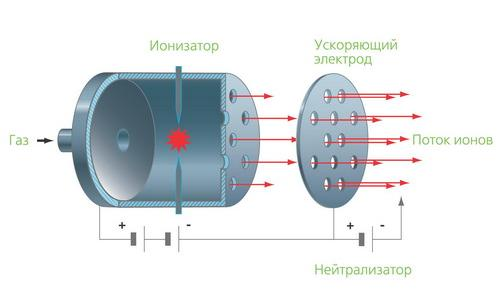 Ионизатор
Ускоряющий
электрод
Газ
Поток ионов
+ -
+ -
Нейтрализатор